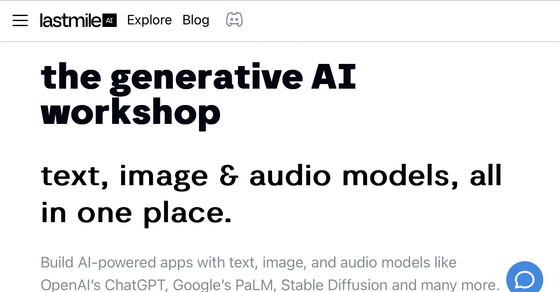 lastmile AI Explore Blog
the generative AI
workshop
text, image & audio models, all
in one place.
Build AI-powered apps with text, image, and audio models like
OpenAI's ChatGPT, Google's PaLM, Stable Diffusion and many more.